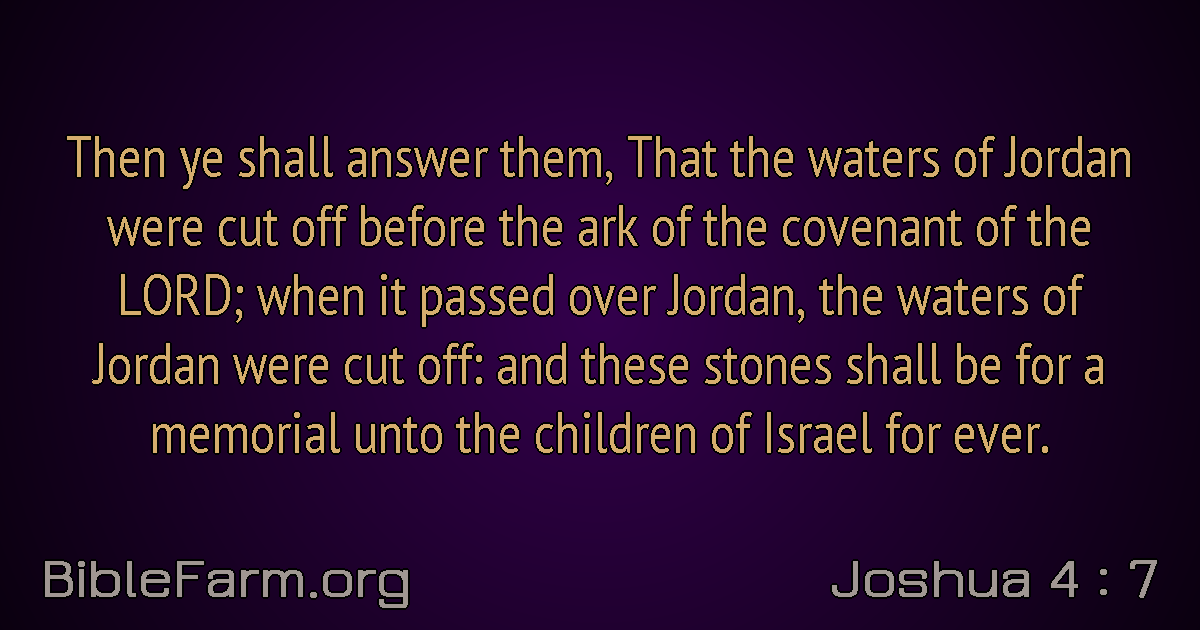 Then ye shall answer them, That the waters of Jordan
were cut off before the ark of the covenant of the
LORD; when it passed over Jordan, the waters of
Jordan were cut off: and these stones shall be for a
memorial unto the children of Israel for ever.
BibleFarm.org
Joshua 4 : 7